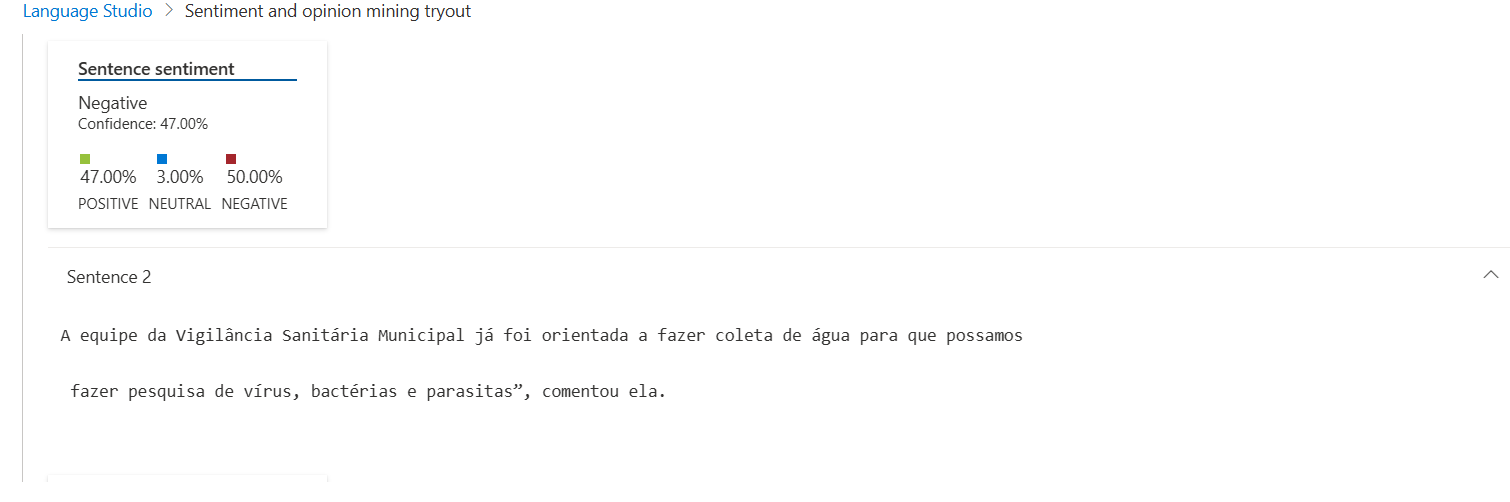 Language Studio > Sentiment and opinion mining tryout
Sentence sentiment
Negative
Confidence: 47.00%
47.00% 3.00% 50.00%
POSITIVE NEUTRAL NEGATIVE
Sentence 2
A equipe da Vigilância Sanitária Municipal já foi orientada a fazer coleta de água para que possamos
fazer pesquisa de vírus, bactérias e parasitas”, comentou ela.